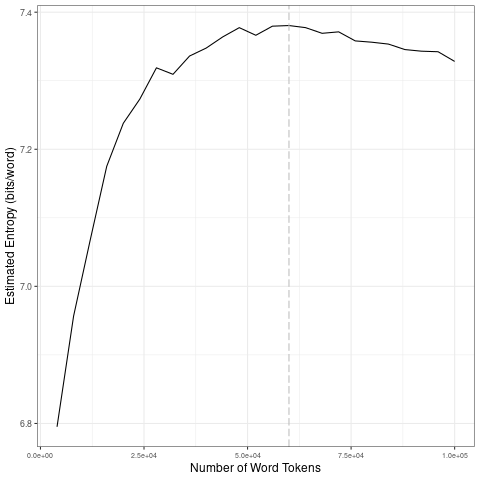 7.4
7.2
7.0
6.8
Estimated Entropy (bits/word)
0.0e+00 2.5e+04 5.0e+04 7.5e+04 1.0e+05
Number of Word Tokens